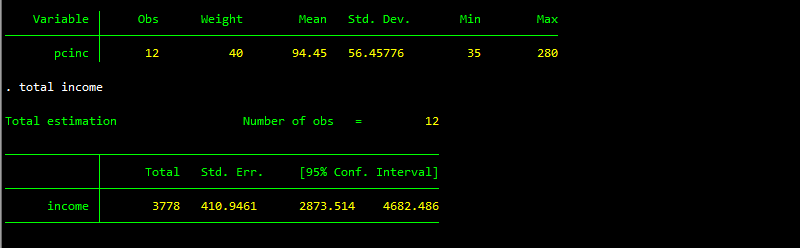 Variable Obs Weight Mean Std. Dev. Min Max
pcinc 12 40 94.45 56.45776 35 280
. total income
Total estimation Number of obs = 12
Total Std. Err. [95% Conf. Interval]
income 3778 410.9461 2873.514 4682.486